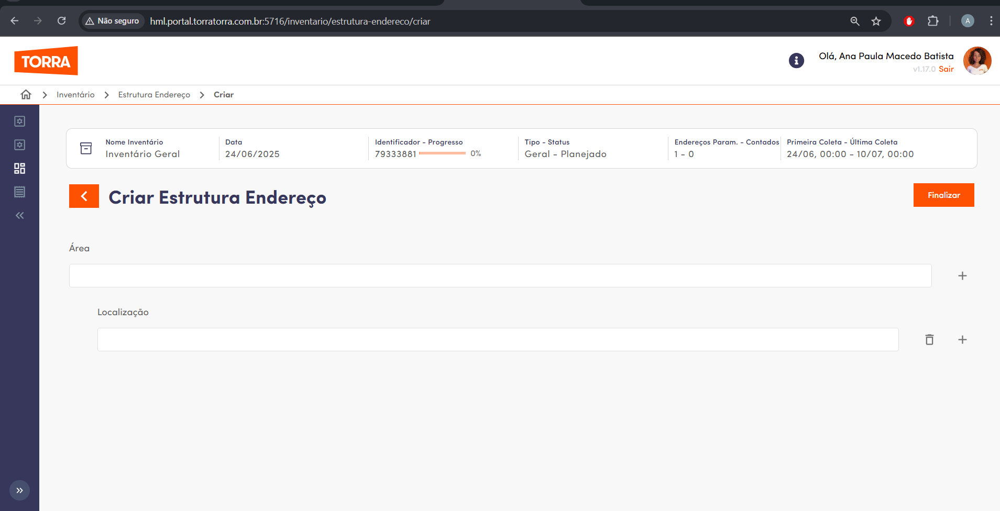 Não seguro
hml.portal.torratorra.com.br:5716/inventario/estrutura-endereco/criar
A
TORRA
Olá, Ana Paula Macedo Batista
v1.17.0 Sair
Inventário
Estrutura Endereço
Criar
Nome Inventário
Inventário Geral
Data
24/06/2025
Identificador - Progresso
79333881 0%
Tipo - Status
Geral - Planejado
Endereços Param. - Contados
1 - 0
Primeira Coleta - Última Coleta
24/06, 00:00 - 10/07, 00:00
Criar Estrutura Endereço
Finalizar
Área
Localização